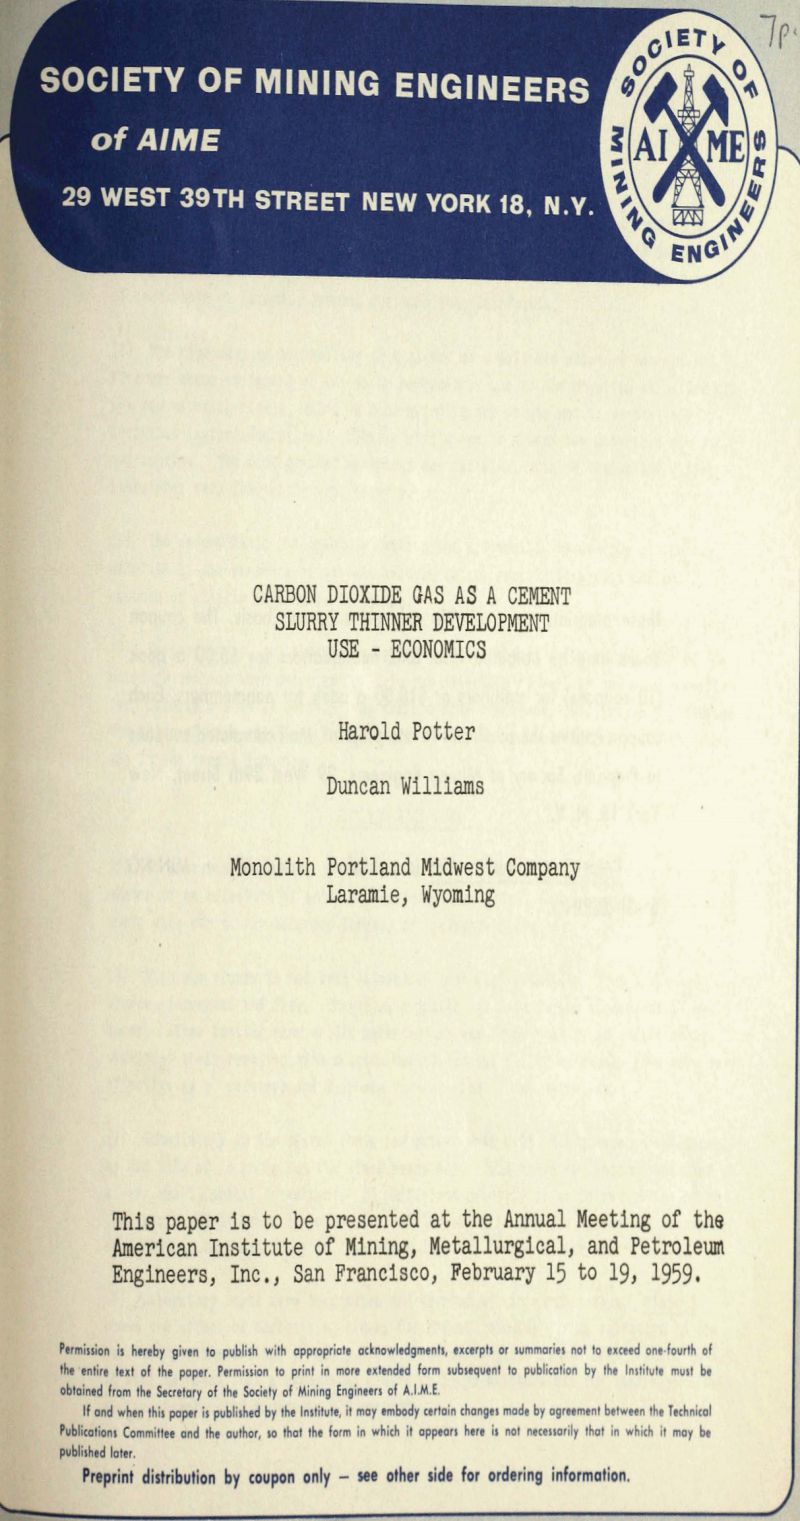 7p.
SOCIETY OF MINING ENGINEERS
of AIME
29 WEST 39TH STREET NEW YORK 18, N.Y.
SOCIETY OF
MINING ENGINEERS
AIME
CARBON DIOXIDE GAS AS A CEMENT
SLURRY THINNER DEVELOPMENT
USE - ECONOMICS
Harold Potter
Duncan Williams
Monolith Portland Midwest Company
Laramie, Wyoming
This paper is to be presented at the Annual Meeting of the
American Institute of Mining, Metallurgical, and Petroleum
Engineers, Inc., San Francisco, February 15 to 19, 1959.
Permission is hereby given to publish with appropriate acknowledgments, excerpts or summaries not to exceed one-fourth of
the entire text of the paper. Permission to print in more extended form subsequent to publication by the Institute must be
obtained from the Secretary of the Society of Mining Engineers of A.I.M.E.
If and when this paper is published by the Institute, it may embody certain changes made by agreement between the Technical
Publications Committee and the author, so that the form in which it appears here is not necessarily that in which it may be
published later.
Preprint distribution by coupon only – see other side for ordering information.